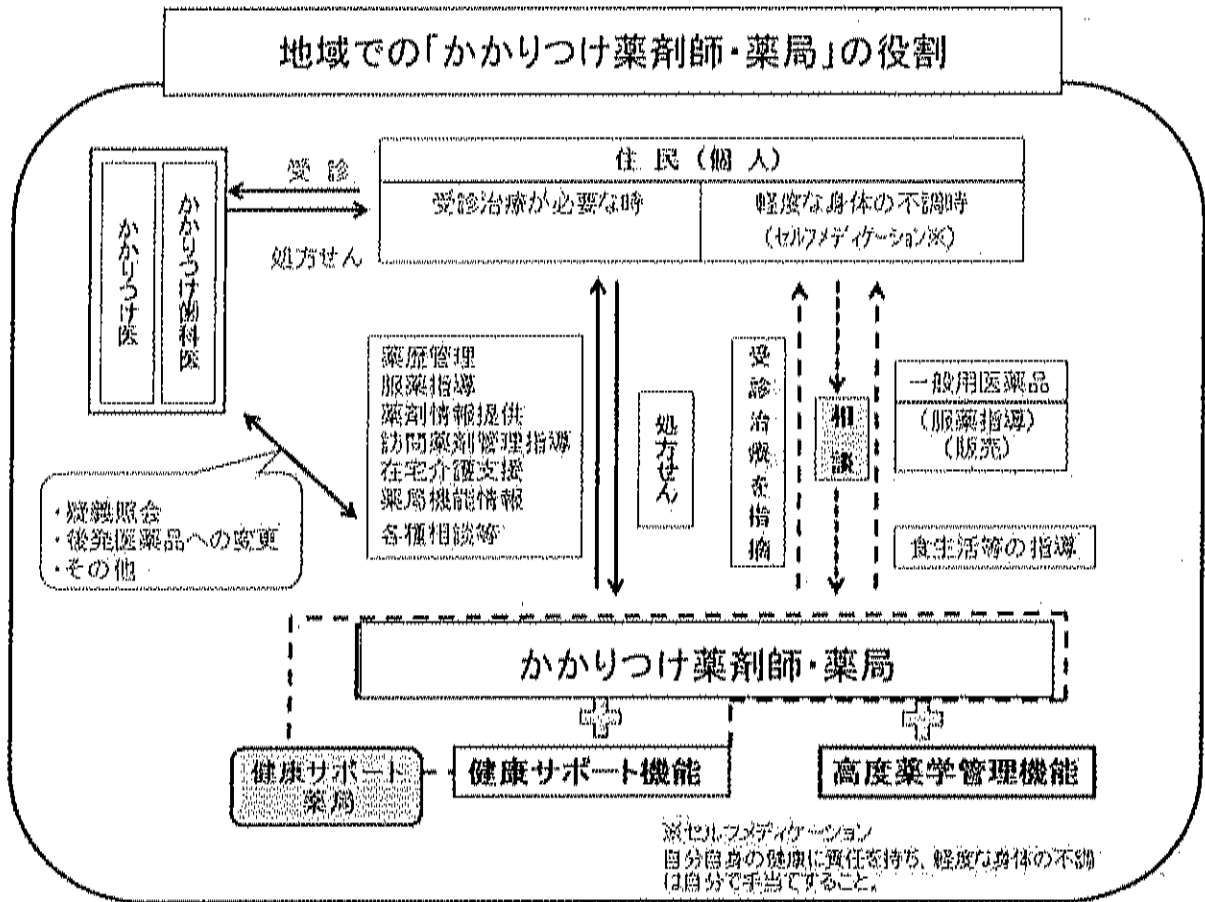 地域での「かかりつけ薬剤師・薬局」の役割
住民(個人)
受診治療が必要な時
軽度な身体の不調時
(セルフメディケーション※)
受診
処方せん
かかりつけ医
かかりつけ歯科医
・疑義照会
・後発医薬品への変更
・その他
薬歴管理
服薬指導
薬剤情報提供
訪問薬剤管理指導
在宅介護支援
薬局機能情報
各種相談等
処方せん
受診治療を指摘
相談
一般用医薬品
(服薬指導)
(販売)
食生活等の指導
かかりつけ薬剤師・薬局
健康サポート
薬局
健康サポート機能
高度薬学管理機能
※セルフメディケーション
自分自身の健康に責任を持ち、軽度な身体の不調
は自分で手当てすること。